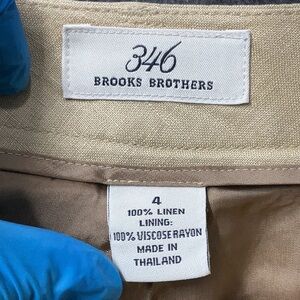 346
BROOKS BROTHERS
4
100% LINEN
LINING:
100% VISCOSE RAYON
MADE IN
THAILAND